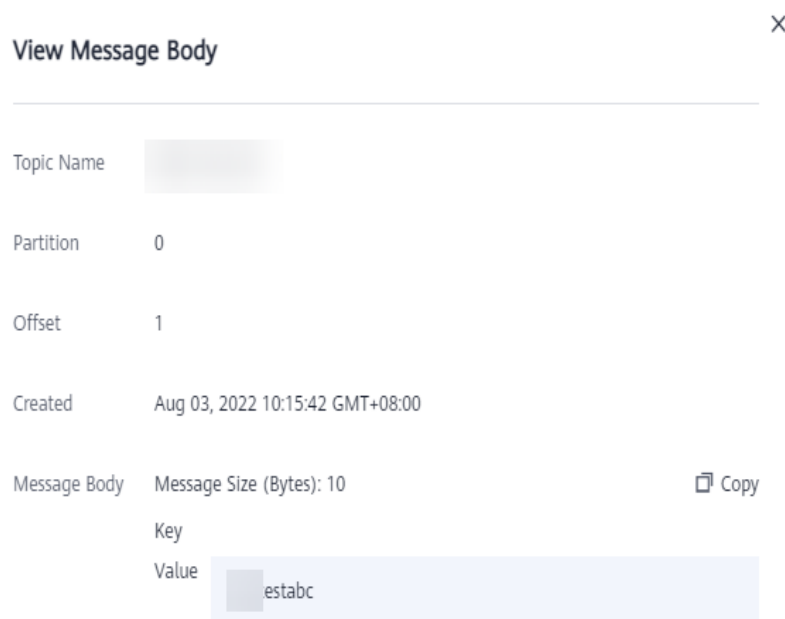 View Message Body
Topic Name
Partition 0
Offset 1
Created Aug 03, 2022 10:15:42 GMT+08:00
Message Body Message Size (Bytes): 10 Copy
Key
Value estabc